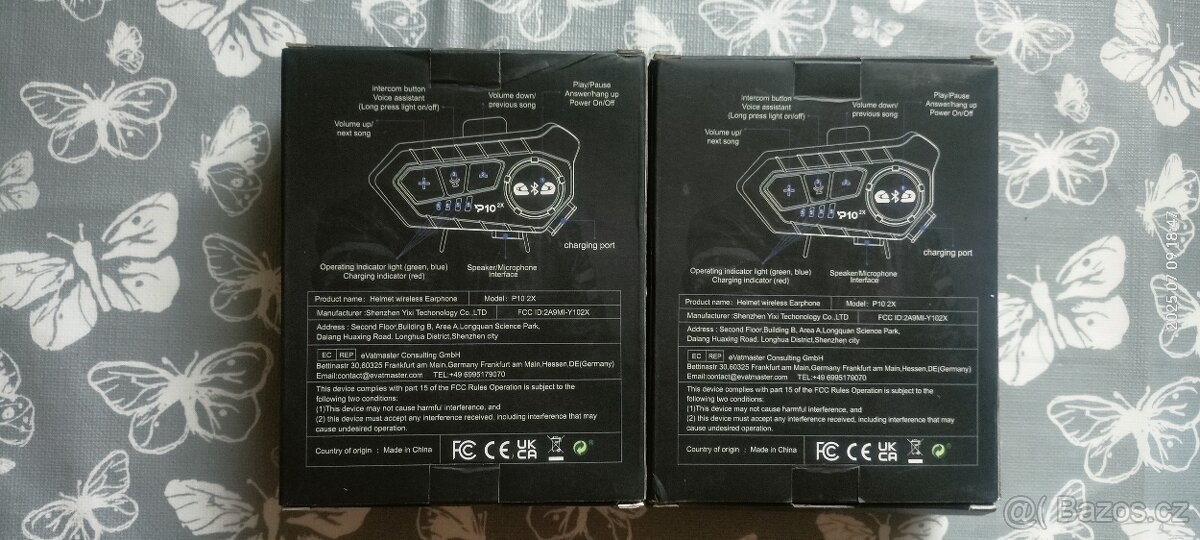 Intercom button
Voice assistant
(Long press light on/off)
Volume down/
previous song
Play/Pause
Answer/hang up
Power On/Off
Volume up/
next song
P10 2X
charging port
Operating indicator light (green, blue)
Charging indicator (red)
Speaker/Microphone
Interface
Product name: Helmet wireless Earphone Model: P10 2X
Manufacturer :Shenzhen Yixi Techonology Co.,LTD FCC ID:2A9MI-Y102X
Address : Second Floor,Building B, Area A,Longquan Science Park,
Dalang Huaxing Road. Longhua District,Shenzhen city
EC REP eVatmaster Consulting GmbH
Bettinastr 30,60325 Frankfurt am Main,Germany Frankfurt am Main,Hessen,DE(Germany)
Email:contact@evatmaster.com TEL:+49 6995179070
This device complies with part 15 of the FCC Rules Operation is subject to the
following two conditions:
(1)This device may not cause harmful interference, and
(2) this device must accept any interference received, including interference that may
cause undesired operation.
Country of origin : Made in China FC CE UK CA
Intercom button
Voice assistant
(Long press light on/off)
Volume down/
previous song
Play/Pause
Answer/hang up
Power On/Off
Volume up/
next song
P10 2X
charging port
Operating indicator light (green, blue)
Charging indicator (red)
Speaker/Microphone
Interface
Product name: Helmet wireless Earphone Model: P10 2X
Manufacturer :Shenzhen Yixi Techonology Co.,LTD FCC ID:2A9MI-Y102X
Address : Second Floor,Building B, Area A,Longquan Science Park,
Dalang Huaxing Road. Longhua District,Shenzhen city
EC REP eVatmaster Consulting GmbH
Bettinastr 30,60325 Frankfurt am Main,Germany Frankfurt am Main,Hessen,DE(Germany)
Email:contact@evatmaster.com TEL:+49 6995179070
This device complies with part 15 of the FCC Rules Operation is subject to the
following two conditions:
(1)This device may not cause harmful interference, and
(2) this device must accept any interference received, including interference that may
cause undesired operation.
Country of origin : Made in China FC CE UK CA
2025.07.09 18:47
Bazos.cz